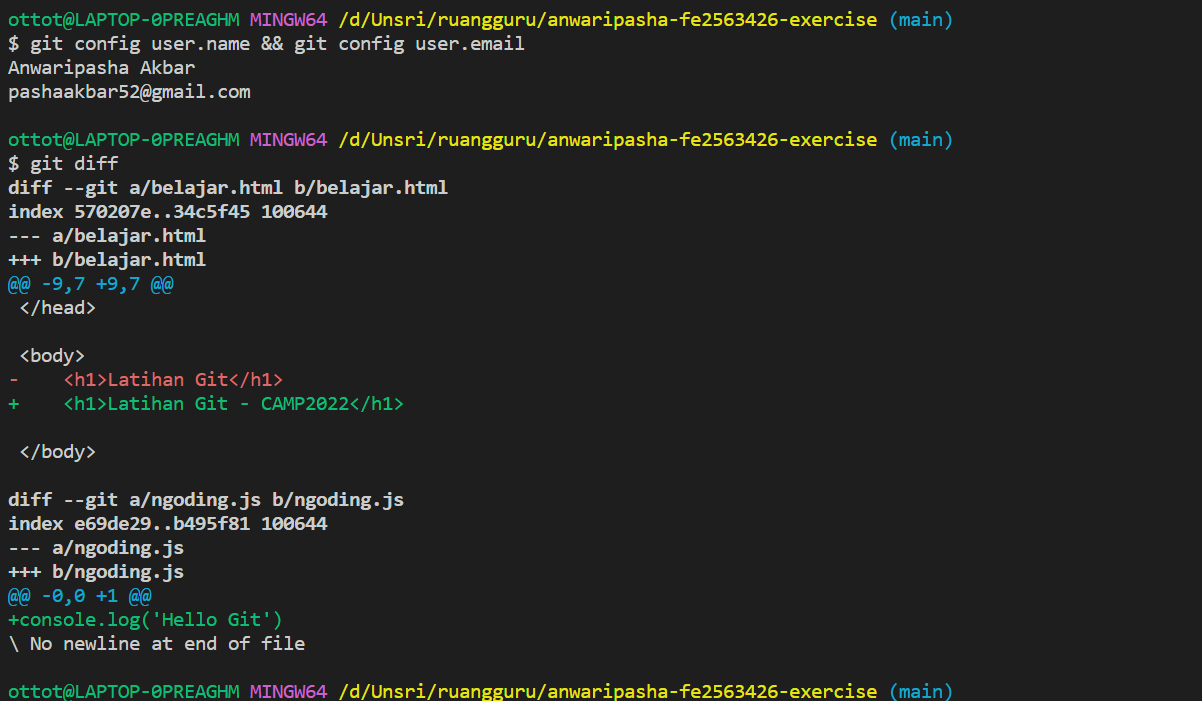 ottot@LAPTOP-0PREAGHM MINGW64 /d/Unsri/ruangguru/anwaripasha-fe2563426-exercise (main)
$ git config user.name && git config user.email
Anwaripasha Akbar
pashaakbar52@gmail.com
ottot@LAPTOP-0PREAGHM MINGW64 /d/Unsri/ruangguru/anwaripasha-fe2563426-exercise (main)
$ git diff
diff --git a/belajar.html b/belajar.html
index 570207e..34c5f45 100644
--- a/belajar.html
+++ b/belajar.html
@@ -9,7 +9,7 @@
 </head>
 <body>
-    <h1>Latihan Git</h1>
+    <h1>Latihan Git - CAMP2022</h1>
 </body>
diff --git a/ngoding.js b/ngoding.js
index e69de29..b495f81 100644
--- a/ngoding.js
+++ b/ngoding.js
@@ -0,0 +1 @@
+console.log('Hello Git')
\ No newline at end of file
ottot@LAPTOP-0PREAGHM MINGW64 /d/Unsri/ruangguru/anwaripasha-fe2563426-exercise (main)